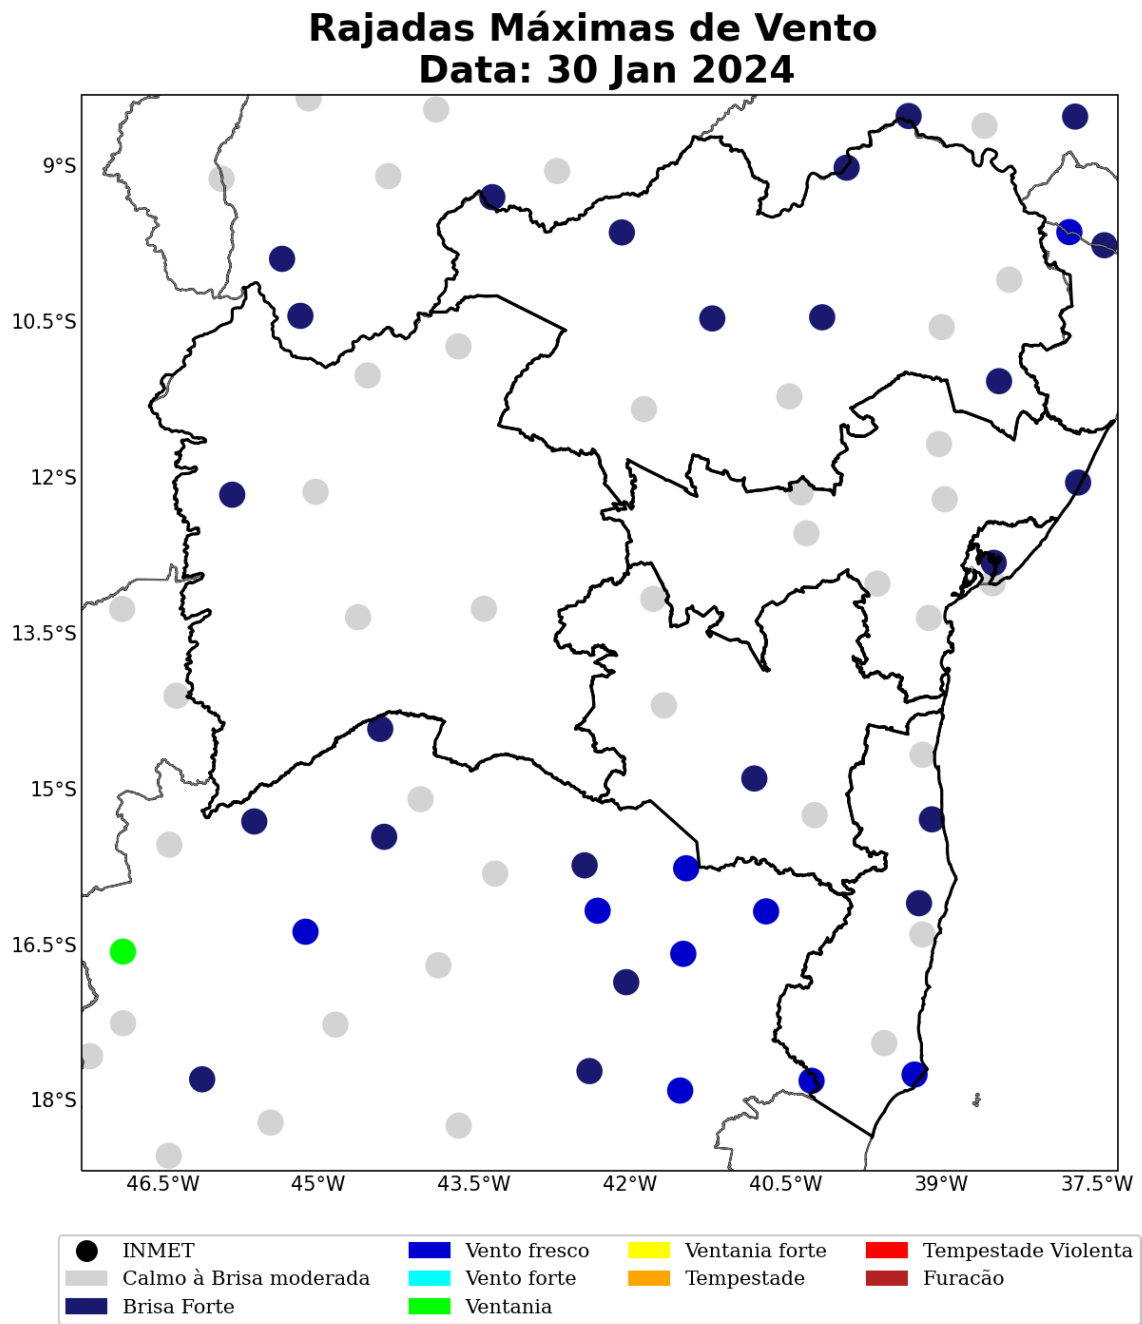 Rajadas Máximas de Vento
Data: 30 Jan 2024
9°S
10.5°S
12°S
13.5°S
15°S
16.5°S
18°S
46.5°W 45°W 43.5°W 42°W 40.5°W 39°W 37.5°W
INMET Vento fresco Ventania forte Tempestade Violenta
Calmo à Brisa moderada Vento forte Tempestade Furacão
Brisa Forte Ventania